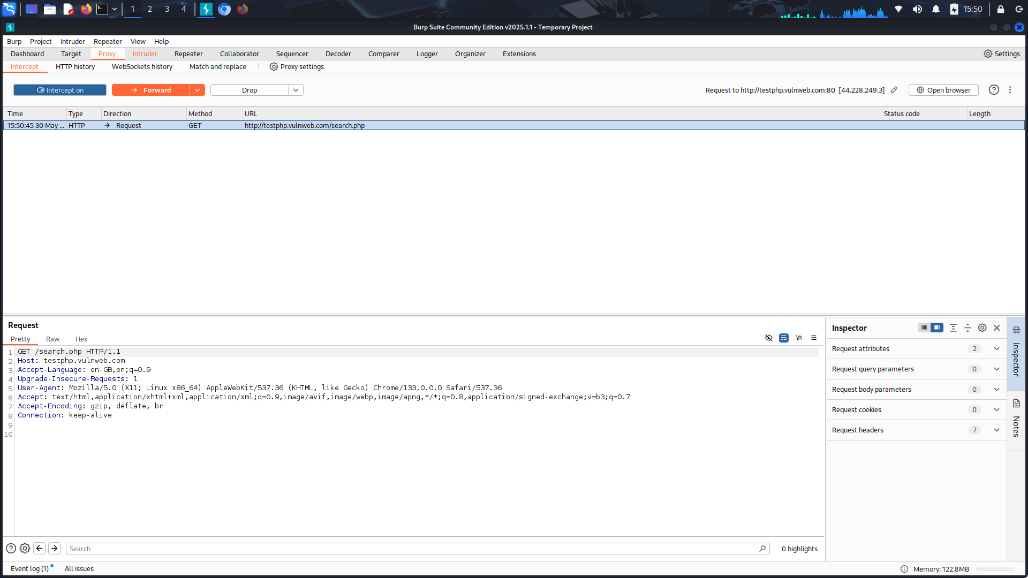 1 2 3 4 15:50
Burp Suite Community Edition v2025.1.1 - Temporary Project
Burp Project Intruder Repeater View Help
Dashboard Target Proxy Intruder Repeater Collaborator Sequencer Decoder Comparer Logger Organizer Extensions Settings
Intercept HTTP history WebSockets history Match and replace Proxy settings
Intercept on Forward Drop Request to http://testphp.vulnweb.com:80 [44.228.249.3] Open browser
Time Type Direction Method URL Status code Length
15:50:45 30 May ... HTTP → Request GET http://testphp.vulnweb.com/search.php
Request
Pretty Raw Hex
\n
1 GET /search.php HTTP/1.1
2 Host: testphp.vulnweb.com
3 Accept-Language: en-GB,en;q=0.9
4 Upgrade-Insecure-Requests: 1
5 User-Agent: Mozilla/5.0 (X11; Linux x86_64) AppleWebKit/537.36 (KHTML, like Gecko) Chrome/133.0.0.0 Safari/537.36
6 Accept: text/html,application/xhtml+xml,application/xml;q=0.9,image/avif,image/webp,image/apng,*/*;q=0.8,application/signed-exchange;v=b3;q=0.7
7 Accept-Encoding: gzip, deflate, br
8 Connection: keep-alive
9
10
Search 0 highlights
Inspector
Request attributes 2
Request query parameters 0
Request body parameters 0
Request cookies 0
Request headers 7
Inspector
Notes
Event log (1) All issues Memory: 122.8MB